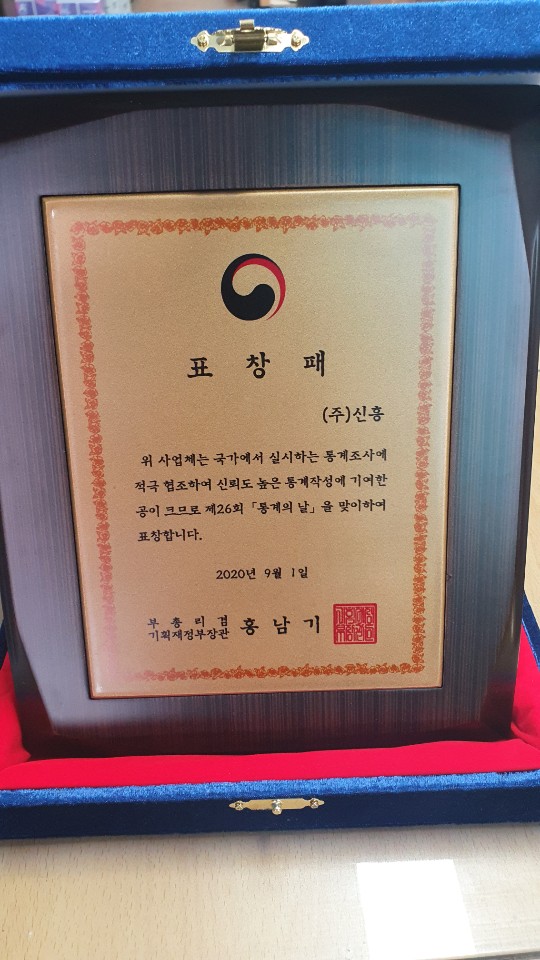 표 창 패
(주)신흥
위 사업체는 국가에서 실시하는 통계조사에
적극 협조하여 신뢰도 높은 통계작성에 기여한
공이 크므로 제26회 「통계의 날」을 맞이하여
표창합니다.
2020년 9월 1일
부 총 리 겸
기획재정부장관 홍 남 기